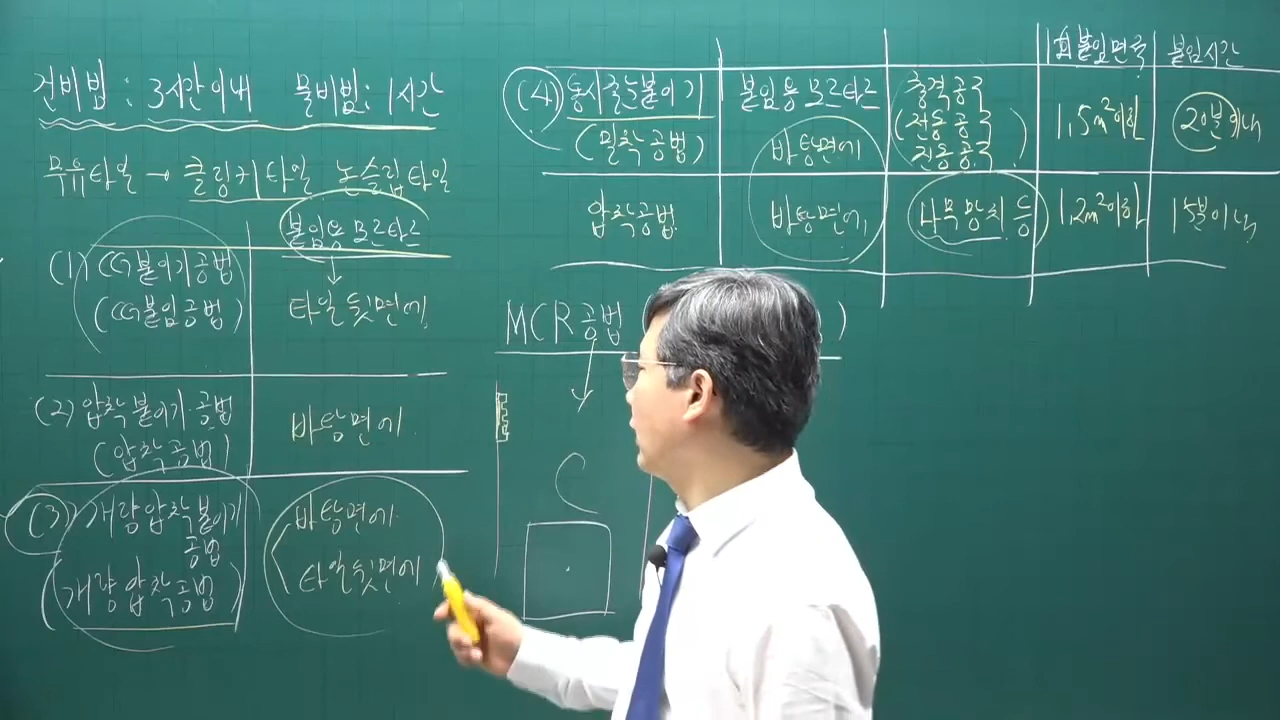 건비빔 : 3시간 이내 물비빔 : 1시간
무유타일 → 클링커타일 논슬립타일
붙임용 모르타르
(1) 떠붙이기공법
(떠붙임공법)
타일뒷면에
(2) 압착붙이기공법
(압착공법)
바탕면에
(3) 개량압착붙이기
공법
(개량압착공법)
바탕면에
타일뒷면에
1회붙임면적
붙임시간
(4) 동시줄눈붙이기
(밀착공법)
붙임용 모르타르
바탕면에
충격공구
(진동공구)
전동공구
1.5m²이하
20분이내
압착공법
바탕면에
나무망치 등
1.2m²이하
15분이내
MCR공법 ( )